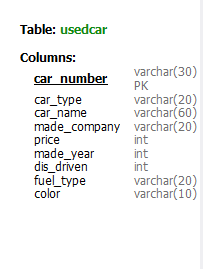 Table: usedcar
Columns:
car_number varchar(30) PK
car_type varchar(20)
car_name varchar(60)
made_company varchar(20)
price int
made_year int
dis_driven int
fuel_type varchar(20)
color varchar(10)